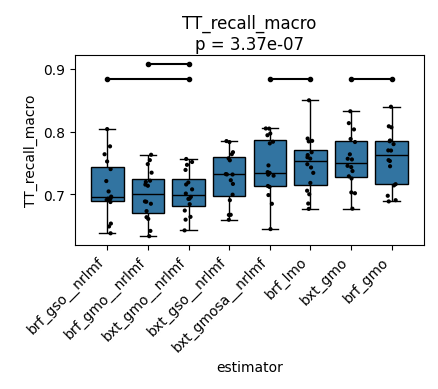 TT_recall_macro
p = 3.37e-07
TT_recall_macro
0.9
0.8
0.7
brf_gso__nrlmf
brf_gmo__nrlmf
bxt_gmo__nrlmf
bxt_gso__nrlmf
bxt_gmosa__nrlmf
brf_lmo
bxt_gmo
brf_gmo
estimator